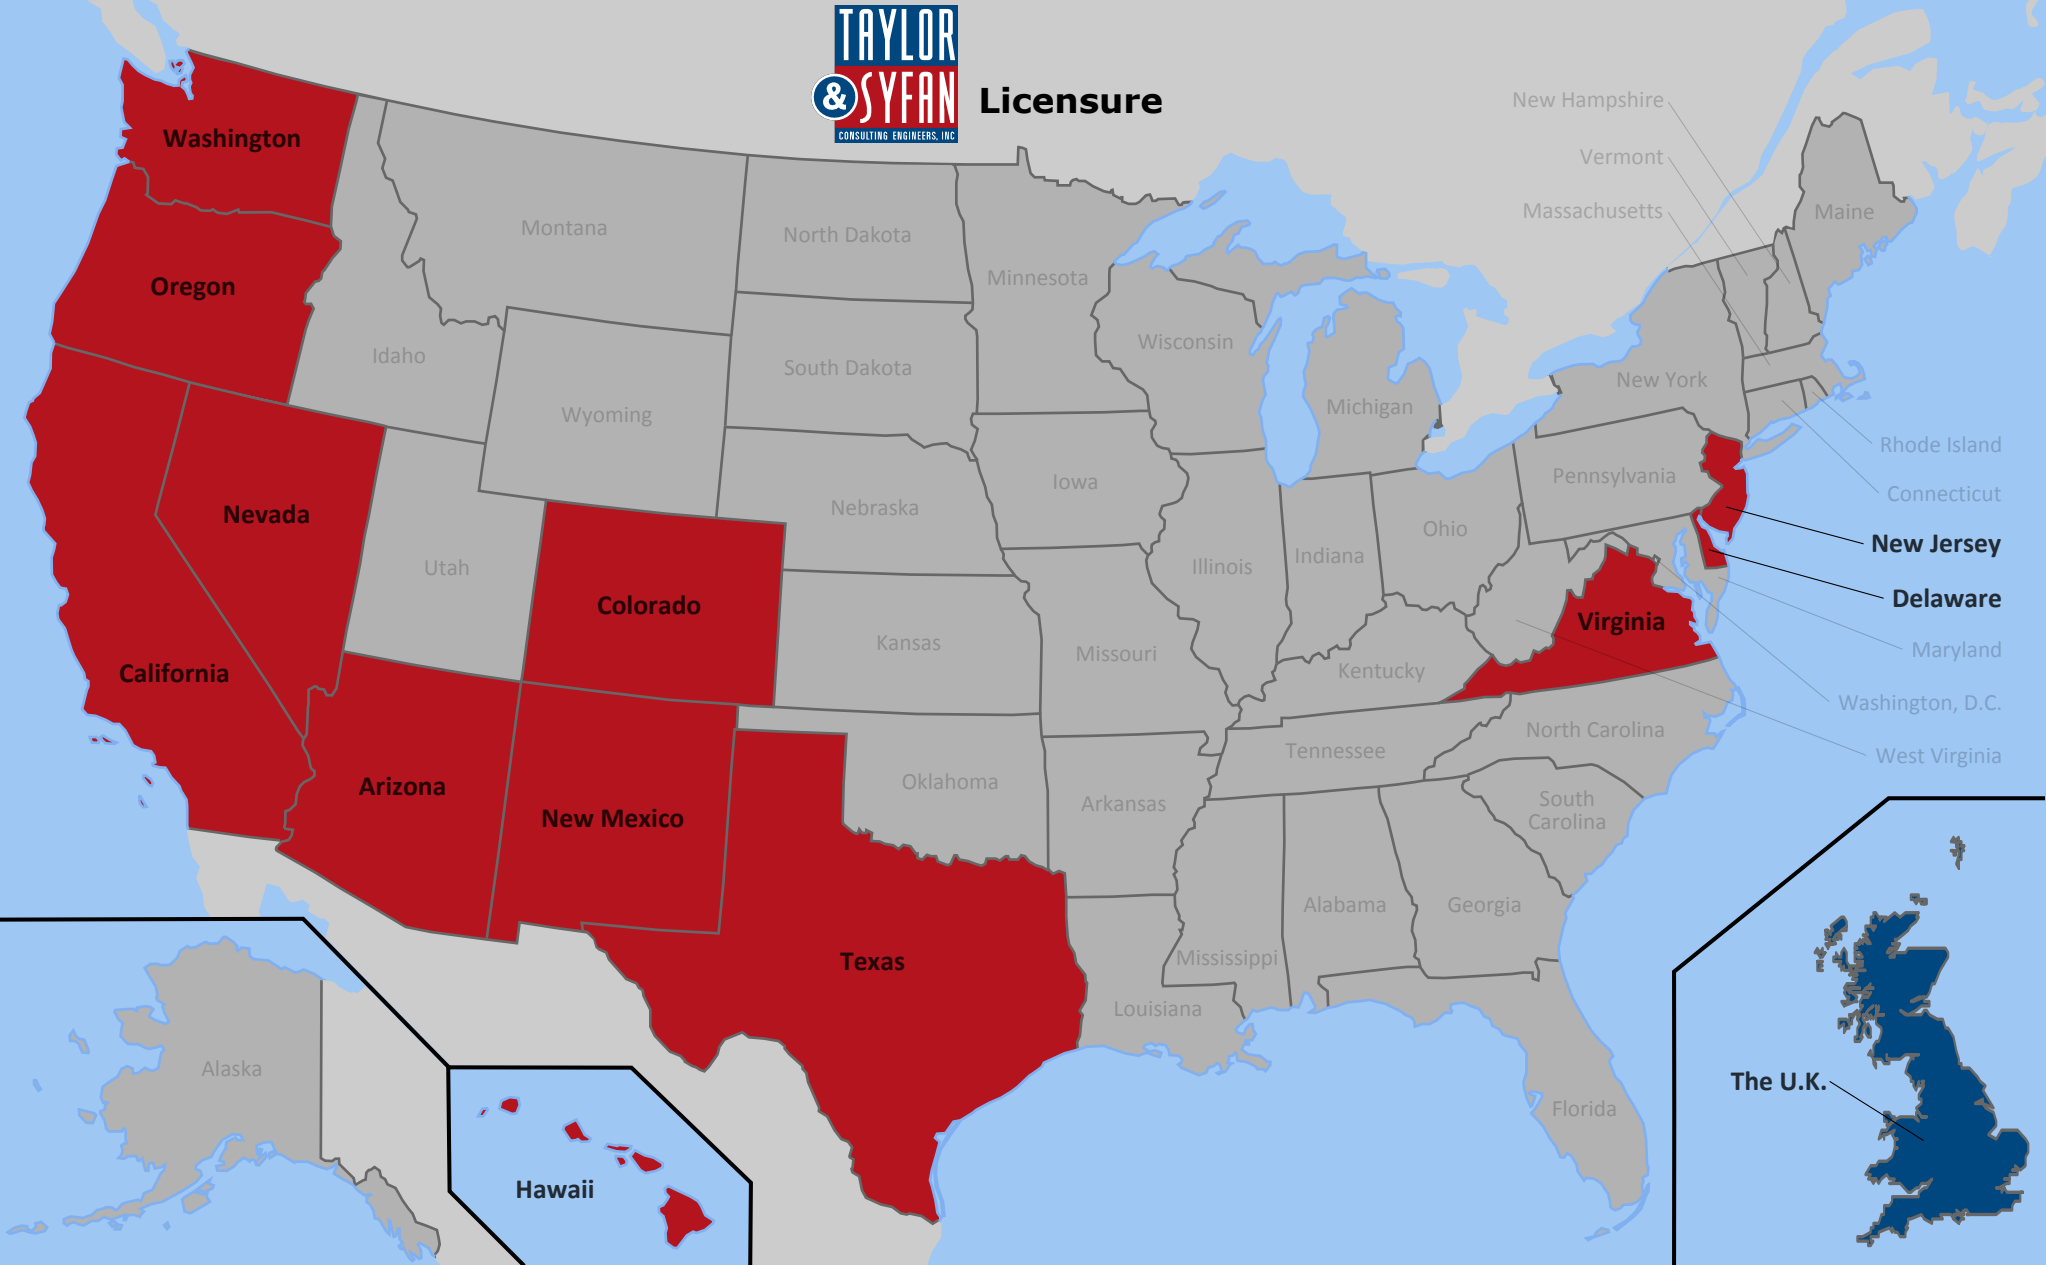 TAYLOR
& SYFAN
CONSULTING ENGINEERS, INC
Licensure
New Hampshire
Vermont
Massachusetts
Maine
Washington
Oregon
Montana
North Dakota
Minnesota
Idaho
Wyoming
South Dakota
Wisconsin
Michigan
New York
Rhode Island
Connecticut
New Jersey
Delaware
Maryland
Washington, D.C.
West Virginia
Nevada
Utah
Colorado
Nebraska
Iowa
Illinois
Indiana
Ohio
Pennsylvania
Virginia
California
Kansas
Missouri
Kentucky
Arizona
New Mexico
Oklahoma
Arkansas
Tennessee
North Carolina
South
Carolina
Texas
Louisiana
Mississippi
Alabama
Georgia
Florida
Alaska
Hawaii
The U.K.